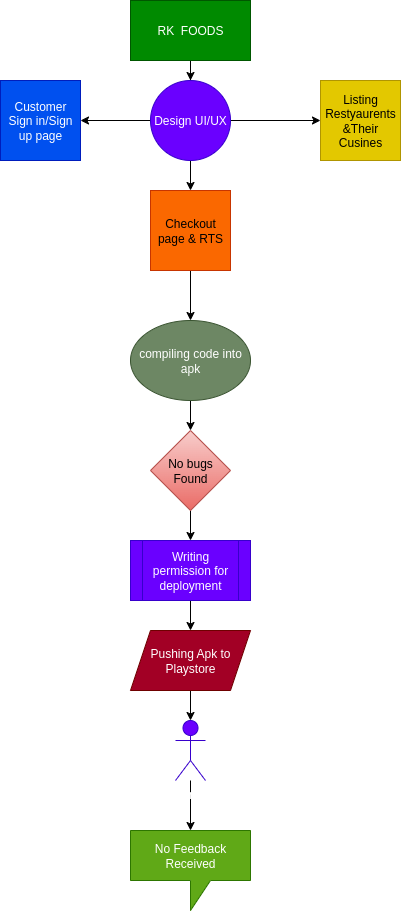 RK  FOODS
Customer
Sign in/Sign
up page
Design UI/UX
Listing
Restyaurents
&Their
Cusines
Checkout
page & RTS
compiling code into
apk
No bugs
Found
Writing
permission for
deployment
Pushing Apk to
Playstore
No Feedback
Received